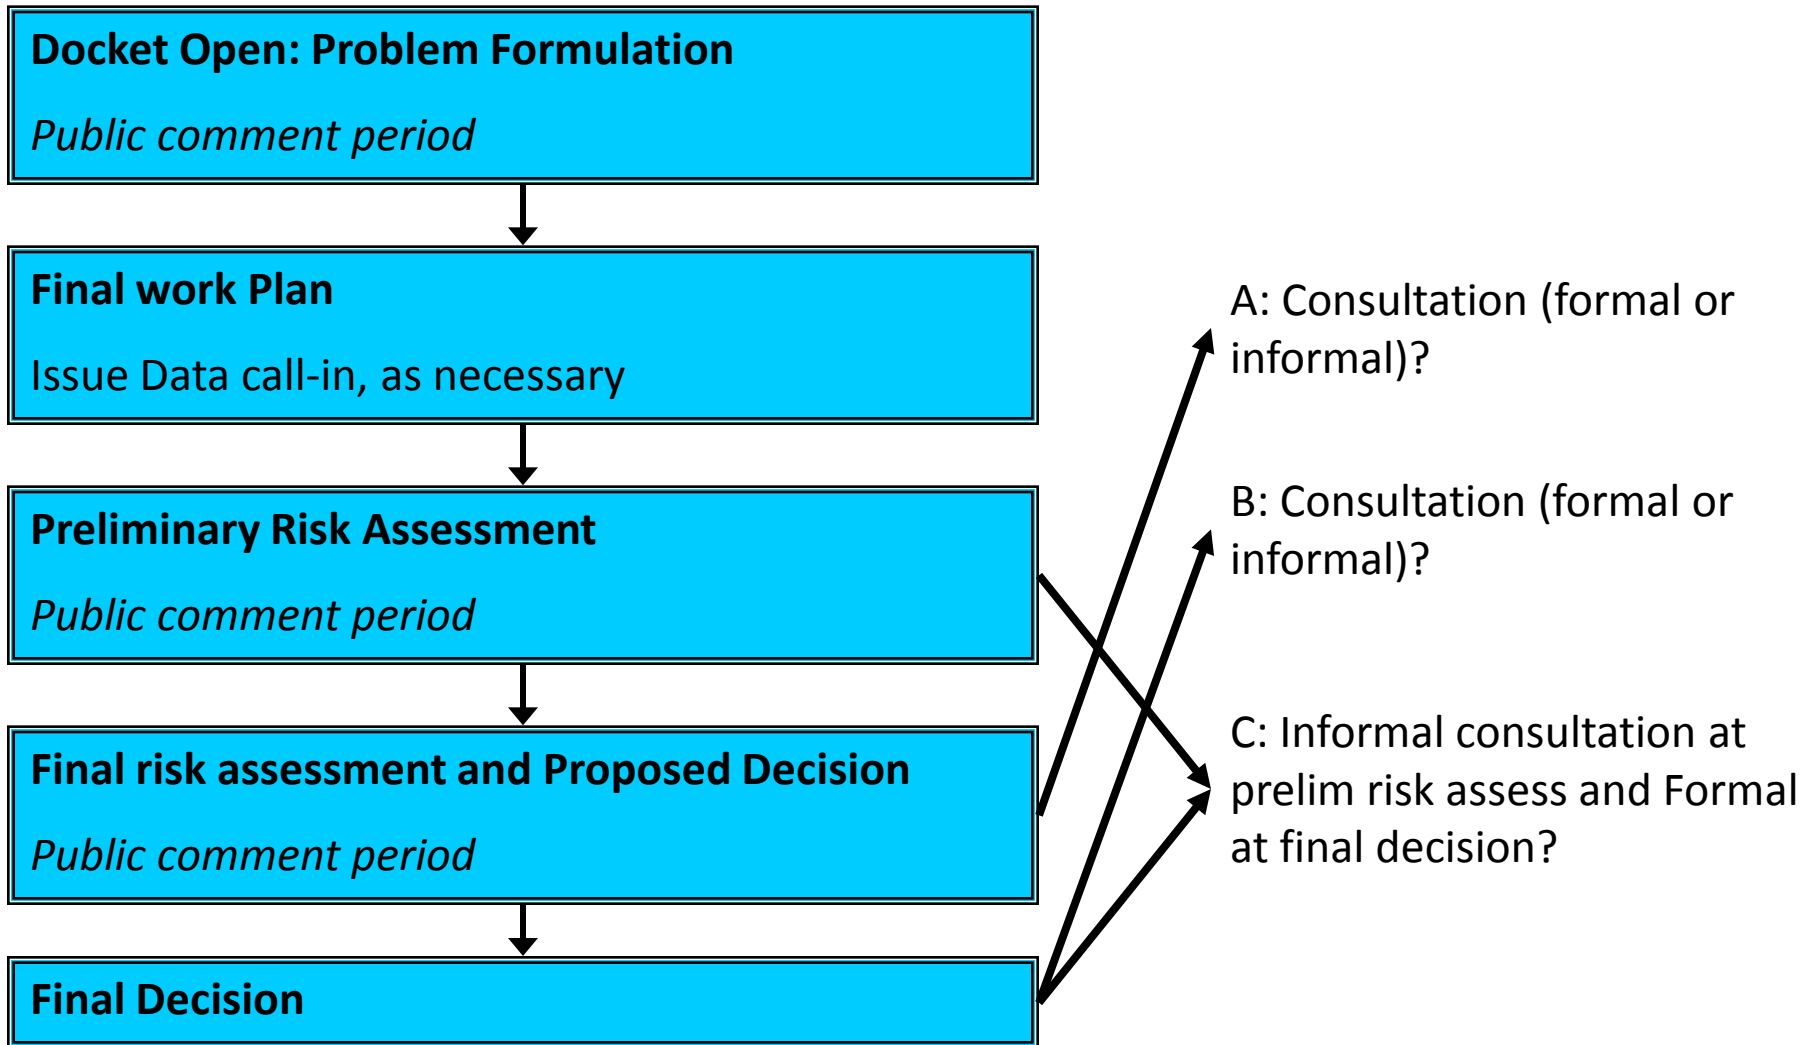 Docket Open: Problem Formulation
Public comment period
Final work Plan
Issue Data call-in, as necessary
Preliminary Risk Assessment
Public comment period
Final risk assessment and Proposed Decision
Public comment period
Final Decision
A: Consultation (formal or
informal)?
B: Consultation (formal or
informal)?
C: Informal consultation at
prelim risk assess and Formal
at final decision?